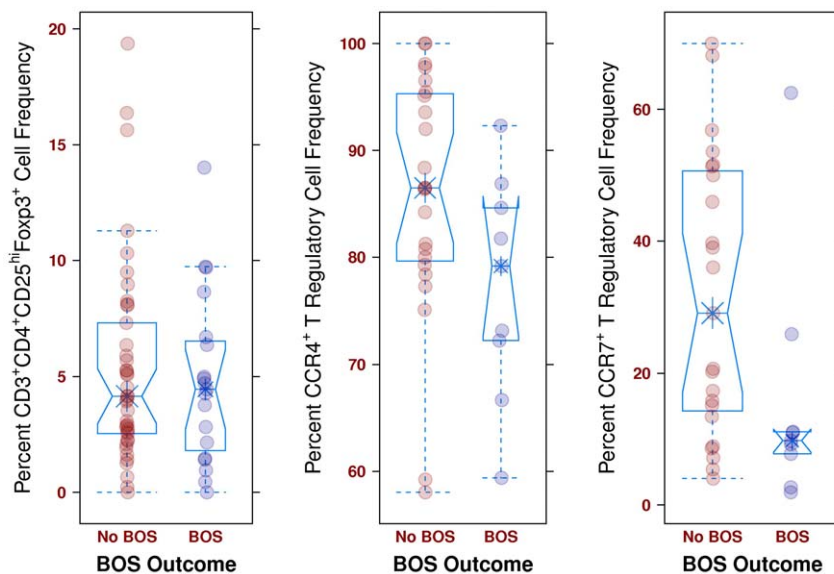 Percent CD3⁺CD4⁺CD25ʰⁱFoxp3⁺ Cell Frequency
20
15
10
5
0
No BOS BOS
BOS Outcome
Percent CCR4⁺ T Regulatory Cell Frequency
100
90
80
70
60
No BOS BOS
BOS Outcome
Percent CCR7⁺ T Regulatory Cell Frequency
60
40
20
0
No BOS BOS
BOS Outcome